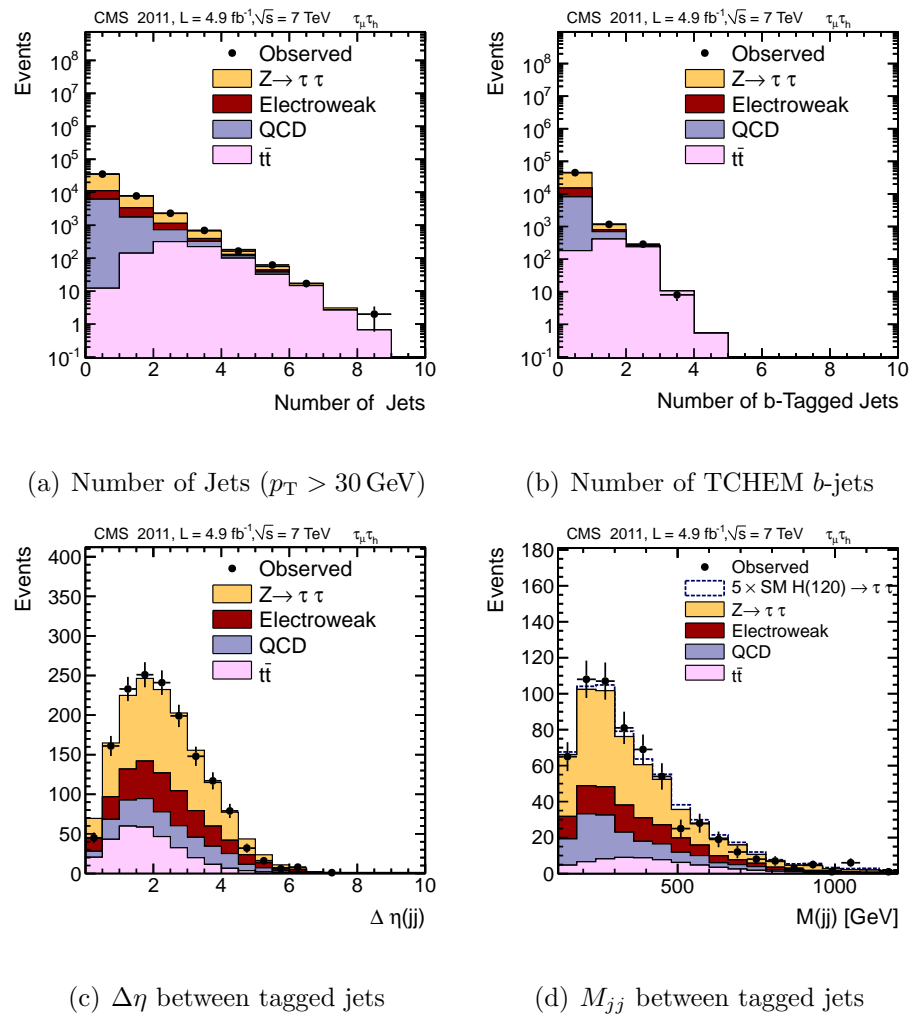 CMS 2011, L = 4.9 fb⁻¹,√s = 7 TeV τμτh
Events
10⁸
10⁷
10⁶
10⁵
10⁴
10³
10²
10
1
10⁻¹
Observed
Z→ τ τ
Electroweak
QCD
tt̄
0 2 4 6 8 10
Number of Jets
(a) Number of Jets (pT > 30 GeV)
CMS 2011, L = 4.9 fb⁻¹,√s = 7 TeV τμτh
Events
10⁸
10⁷
10⁶
10⁵
10⁴
10³
10²
10
1
10⁻¹
Observed
Z→ τ τ
Electroweak
QCD
tt̄
0 2 4 6 8 10
Number of b-Tagged Jets
(b) Number of TCHEM b-jets
CMS 2011, L = 4.9 fb⁻¹,√s = 7 TeV τμτh
Events
400
350
300
250
200
150
100
50
0
Observed
Z→ τ τ
Electroweak
QCD
tt̄
0 2 4 6 8 10
Δ η(jj)
(c) Δη between tagged jets
CMS 2011, L = 4.9 fb⁻¹,√s = 7 TeV τμτh
Events
180
160
140
120
100
80
60
40
20
0
Observed
5 × SM H(120) → τ τ
Z→ τ τ
Electroweak
QCD
tt̄
500 1000
M(jj) [GeV]
(d) Mjj between tagged jets